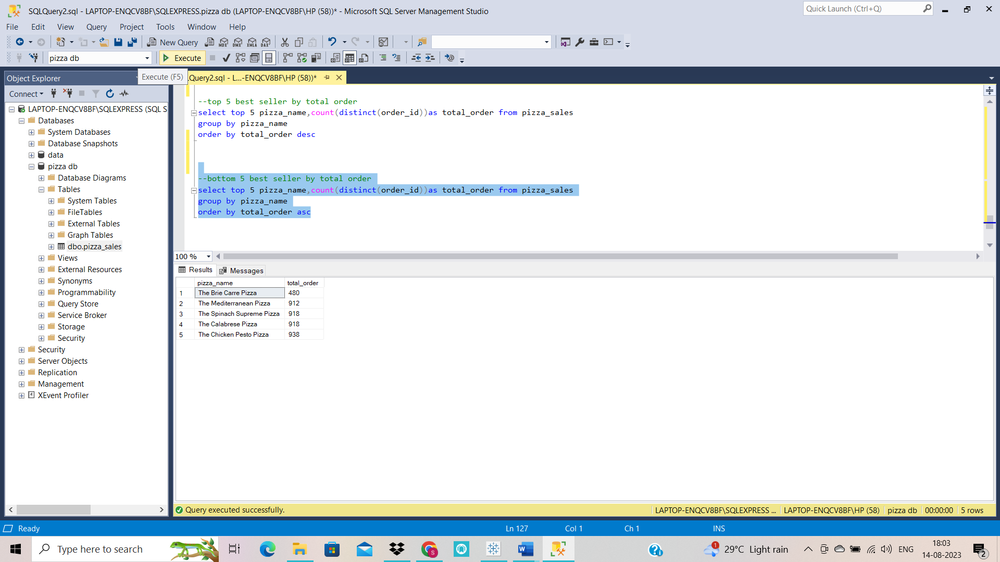 SQLQuery2.sql - LAPTOP-ENQCV8BF\SQLEXPRESS.pizza db (LAPTOP-ENQCV8BF\HP (58))* - Microsoft SQL Server Management Studio
Quick Launch (Ctrl+Q)
File Edit View Query Project Tools Window Help
New Query MDX DMX XMLA DAX
pizza db Execute
Execute (F5)
Object Explorer
LQuery2.sql - L...-ENQCV8BF\HP (58))*
Connect
LAPTOP-ENQCV8BF\SQLEXPRESS (SQL S
Databases
System Databases
Database Snapshots
data
pizza db
Database Diagrams
Tables
System Tables
FileTables
External Tables
Graph Tables
dbo.pizza_sales
Views
External Resources
Synonyms
Programmability
Query Store
Service Broker
Storage
Security
Security
Server Objects
Replication
Management
XEvent Profiler
--top 5 best seller by total order
select top 5 pizza_name,count(distinct(order_id))as total_order from pizza_sales
group by pizza_name
order by total_order desc
--bottom 5 best seller by total order
select top 5 pizza_name,count(distinct(order_id))as total_order from pizza_sales
group by pizza_name
order by total_order asc
100 %
Results Messages
pizza_name total_order
1 The Brie Carre Pizza 480
2 The Mediterranean Pizza 912
3 The Spinach Supreme Pizza 918
4 The Calabrese Pizza 918
5 The Chicken Pesto Pizza 938
Query executed successfully.
LAPTOP-ENQCV8BF\SQLEXPRESS ... LAPTOP-ENQCV8BF\HP (58) pizza db 00:00:00 5 rows
Ready Ln 127 Col 1 Ch 1 INS
Type here to search
29°C Light rain
ENG
18:03
14-08-2023
1
2